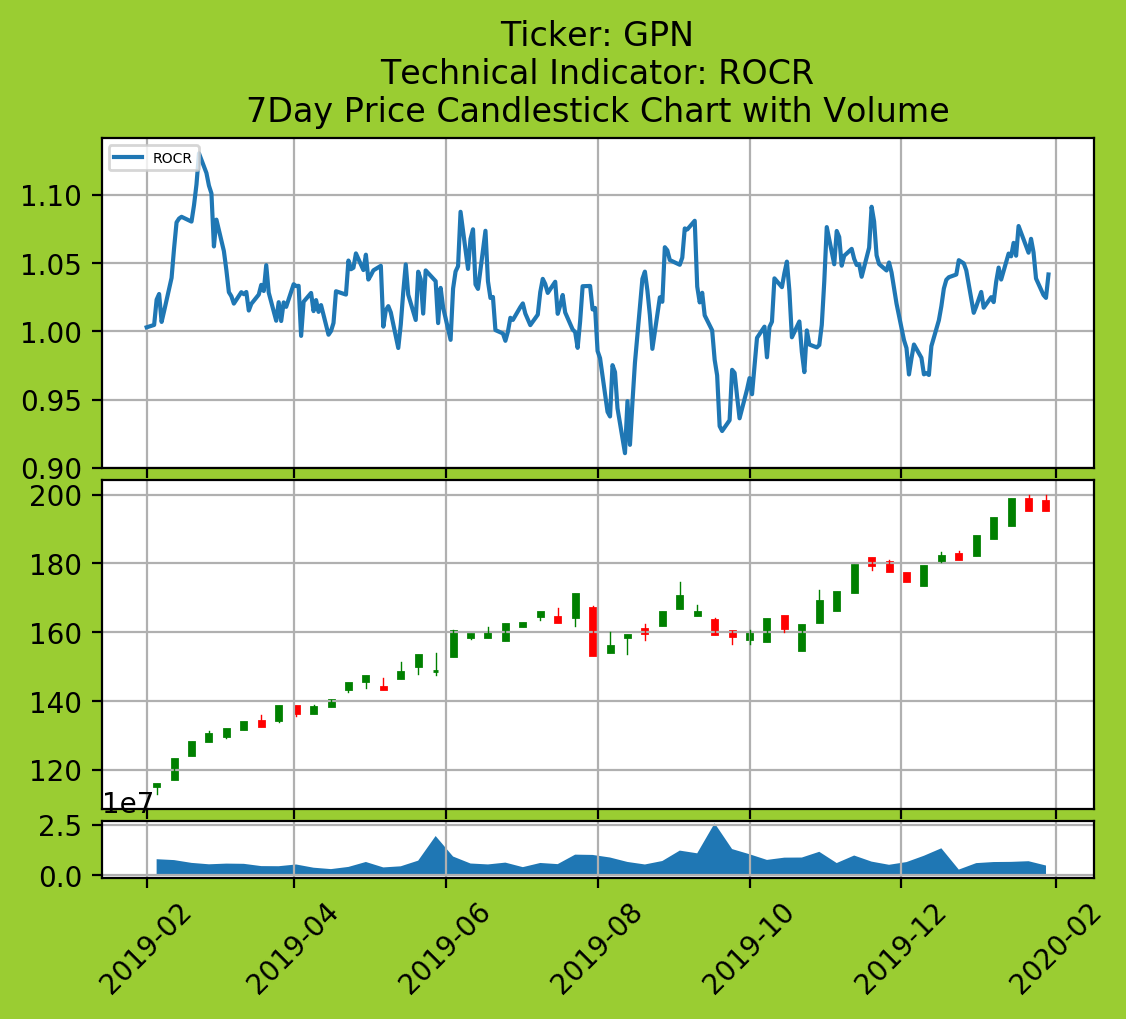 Ticker: GPN
Technical Indicator: ROCR
7Day Price Candlestick Chart with Volume
ROCR
1.10
1.05
1.00
0.95
0.90
200
180
160
140
120
1e7
2.5
0.0
2019-02 2019-04 2019-06 2019-08 2019-10 2019-12 2020-02